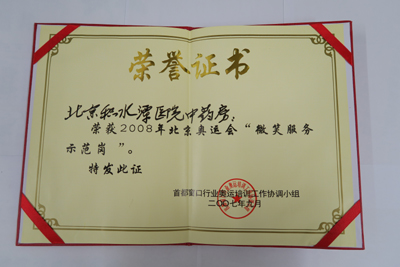 荣誉证书
北京积水潭医院中药房:
荣获2008年北京奥运会“微笑服务
示范岗”。
特发此证
首都窗口行业奥运培训工作协调小组
二〇〇七年九月